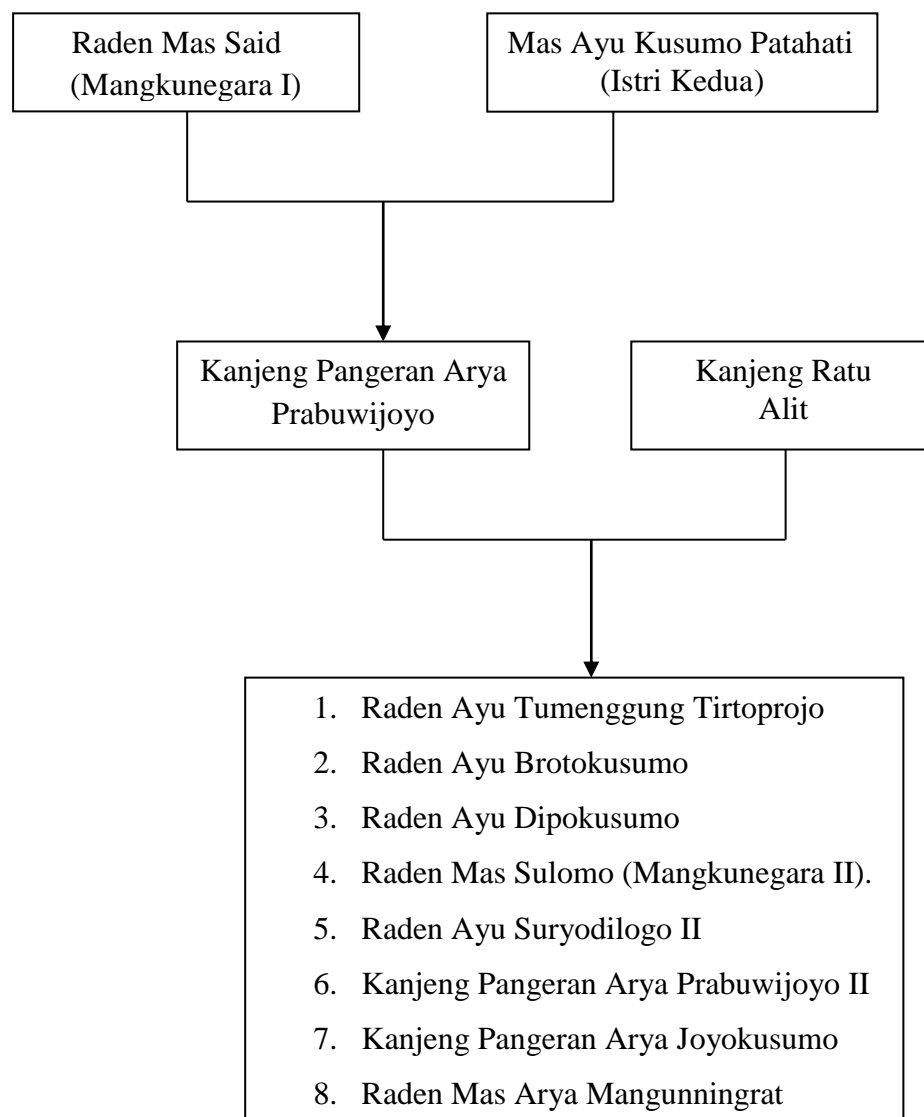 Raden Mas Said
(Mangkunegara I)
Mas Ayu Kusumo Patahati
(Istri Kedua)
Kanjeng Pangeran Arya
Prabuwijoyo
Kanjeng Ratu
Alit
1. Raden Ayu Tumenggung Tirtoprojo
2. Raden Ayu Brotokusumo
3. Raden Ayu Dipokusumo
4. Raden Mas Sulomo (Mangkunegara II).
5. Raden Ayu Suryodilogo II
6. Kanjeng Pangeran Arya Prabuwijoyo II
7. Kanjeng Pangeran Arya Joyokusumo
8. Raden Mas Arya Mangunningrat